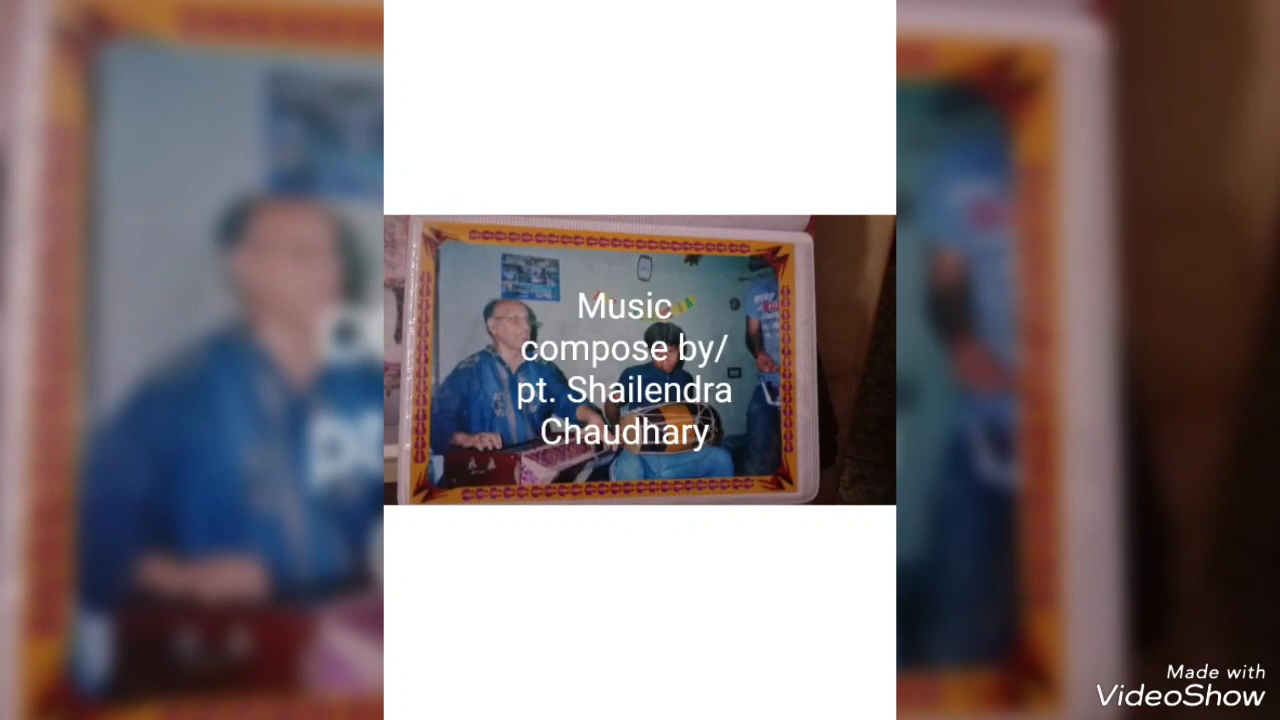 Music
compose by/
pt. Shailendra
Chaudhary
Made with
VideoShow